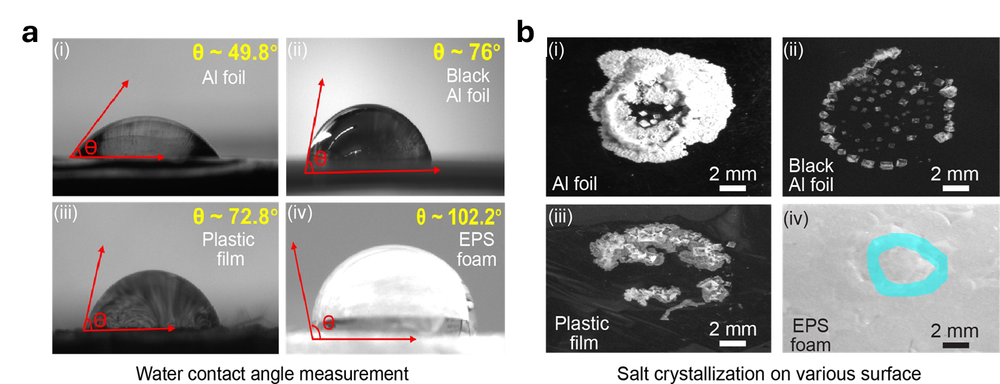 a
b
(i)
θ ~ 49.8°
Al foil
θ
(ii)
θ ~ 76°
Black
Al foil
θ
(iii)
θ ~ 72.8°
Plastic
film
θ
(iv)
θ ~ 102.2°
EPS
foam
θ
Water contact angle measurement
(i)
Al foil
2 mm
(ii)
Black
Al foil
2 mm
(iii)
Plastic
film
2 mm
(iv)
EPS
foam
2 mm
Salt crystallization on various surface